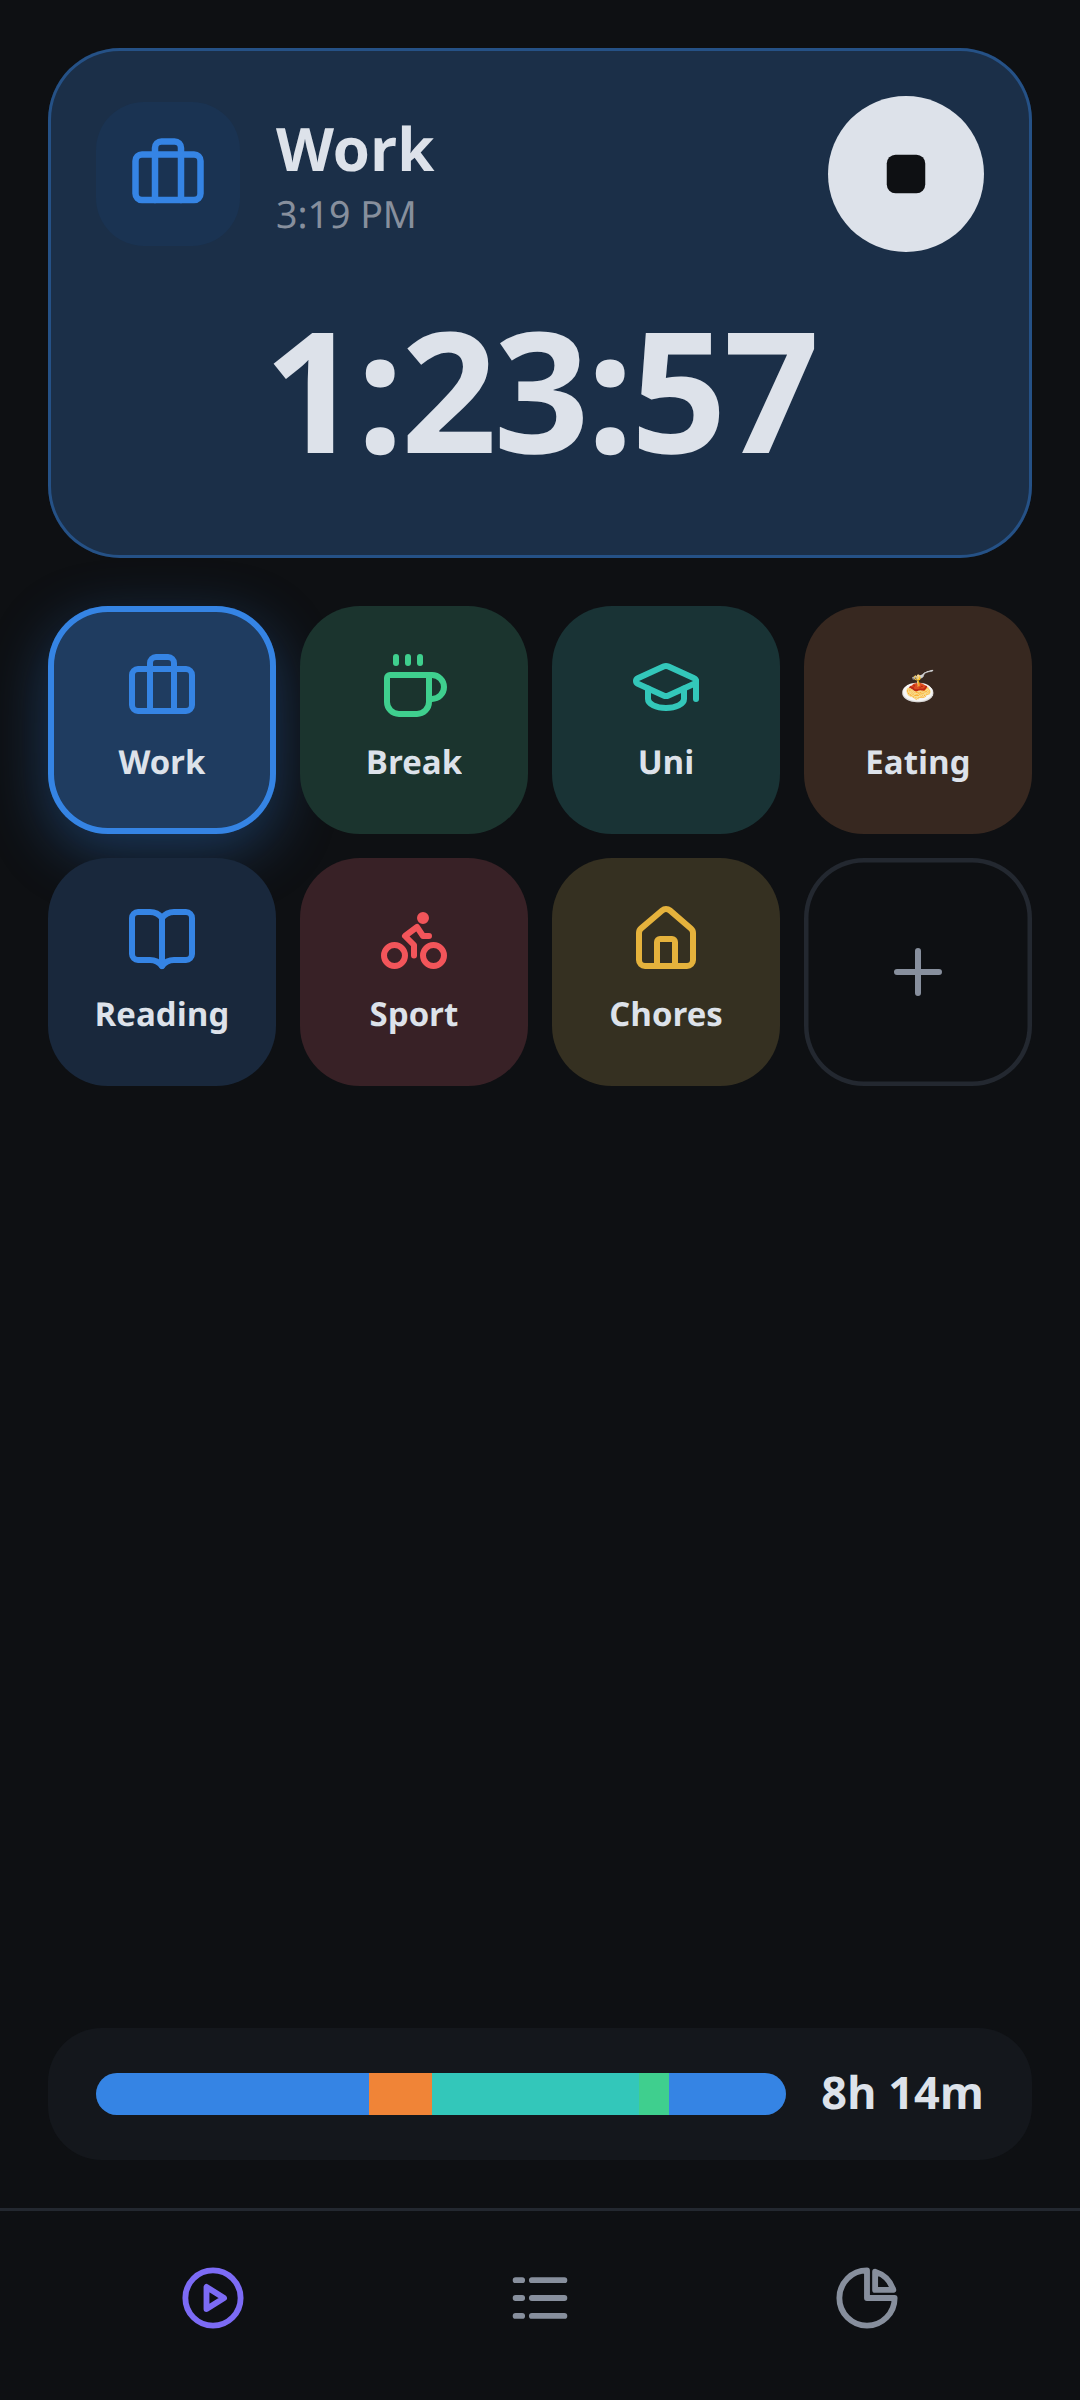 Work
3:19 PM
1:23:57
Work
Break
Uni
Eating
Reading
Sport
Chores
8h 14m